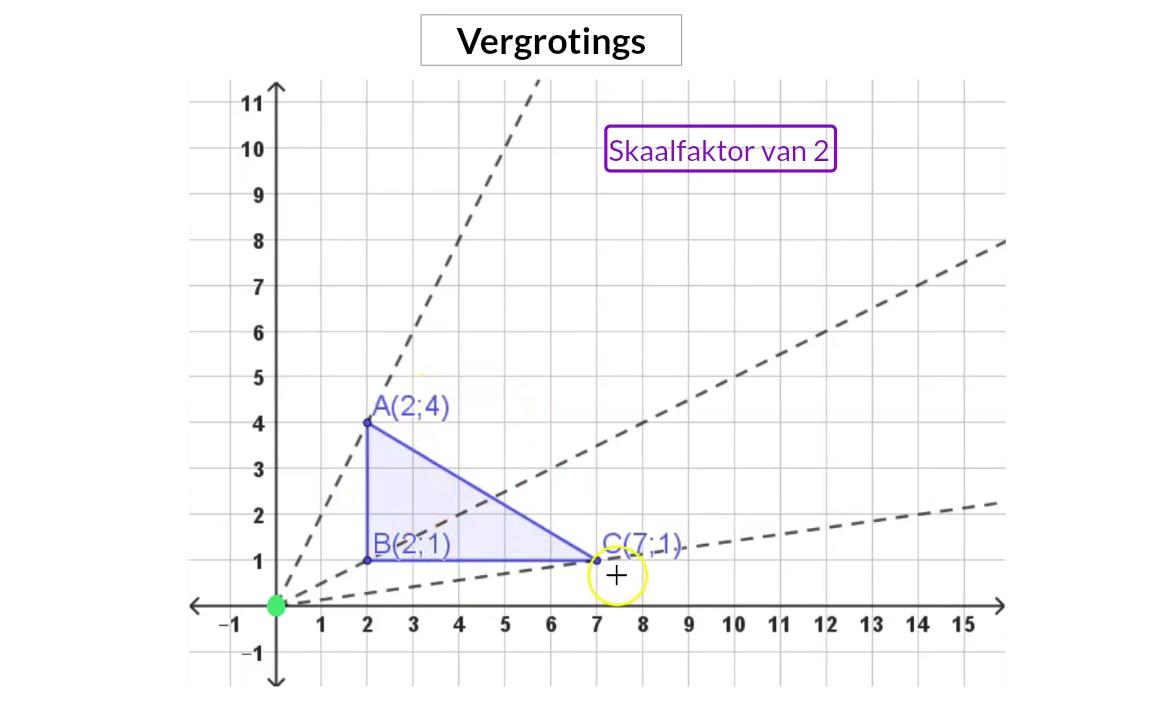 Vergrotings
Skaalfaktor van 2
11
10
9
8
7
6
5
4
3
2
1
−1
A(2;4)
B(2;1)
C(7;1)
−1 1 2 3 4 5 6 7 8 9 10 11 12 13 14 15